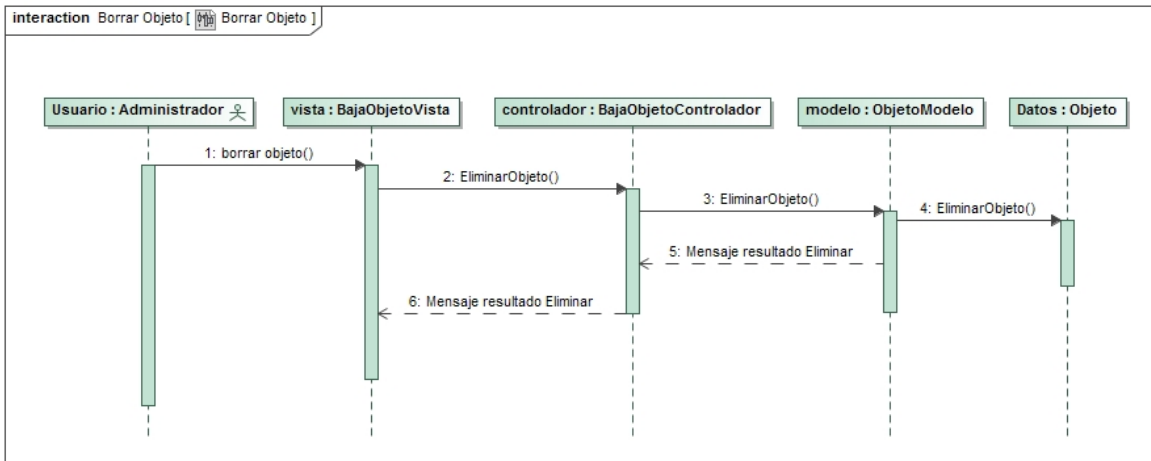 interaction Borrar Objeto [ Borrar Objeto ]
Usuario : Administrador
vista : BajaObjetoVista
controlador : BajaObjetoControlador
modelo : ObjetoModelo
Datos : Objeto
1: borrar objeto()
2: EliminarObjeto()
3: EliminarObjeto()
4: EliminarObjeto()
5: Mensaje resultado Eliminar
6: Mensaje resultado Eliminar